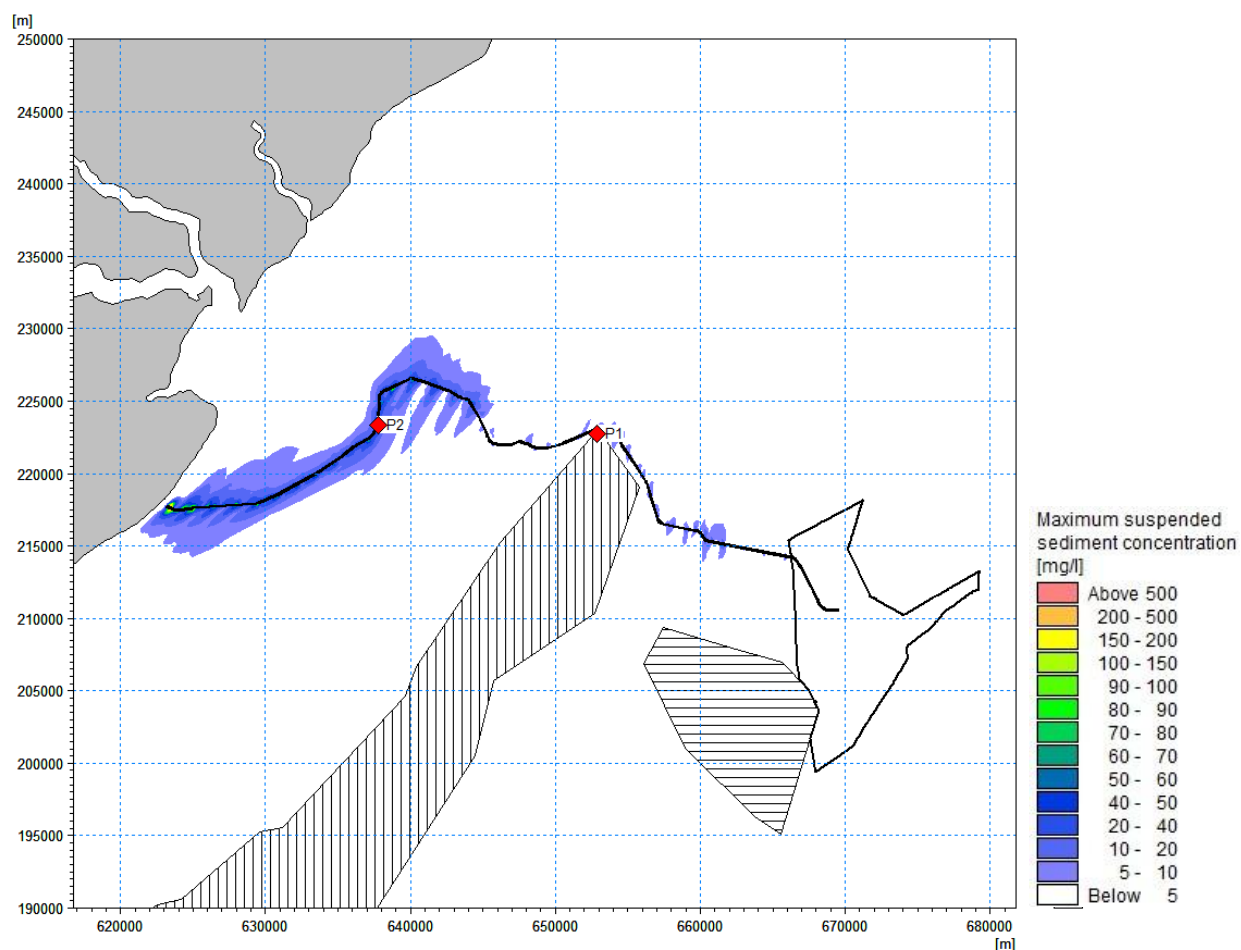 [m]
250000
245000
240000
235000
230000
225000
220000
215000
210000
205000
200000
195000
190000
620000 630000 640000 650000 660000 670000 680000
[m]
P2
P1
Maximum suspended
sediment concentration
[mg/l]
Above 500
200 - 500
150 - 200
100 - 150
90 - 100
80 - 90
70 - 80
60 - 70
50 - 60
40 - 50
20 - 40
10 - 20
5 - 10
Below 5